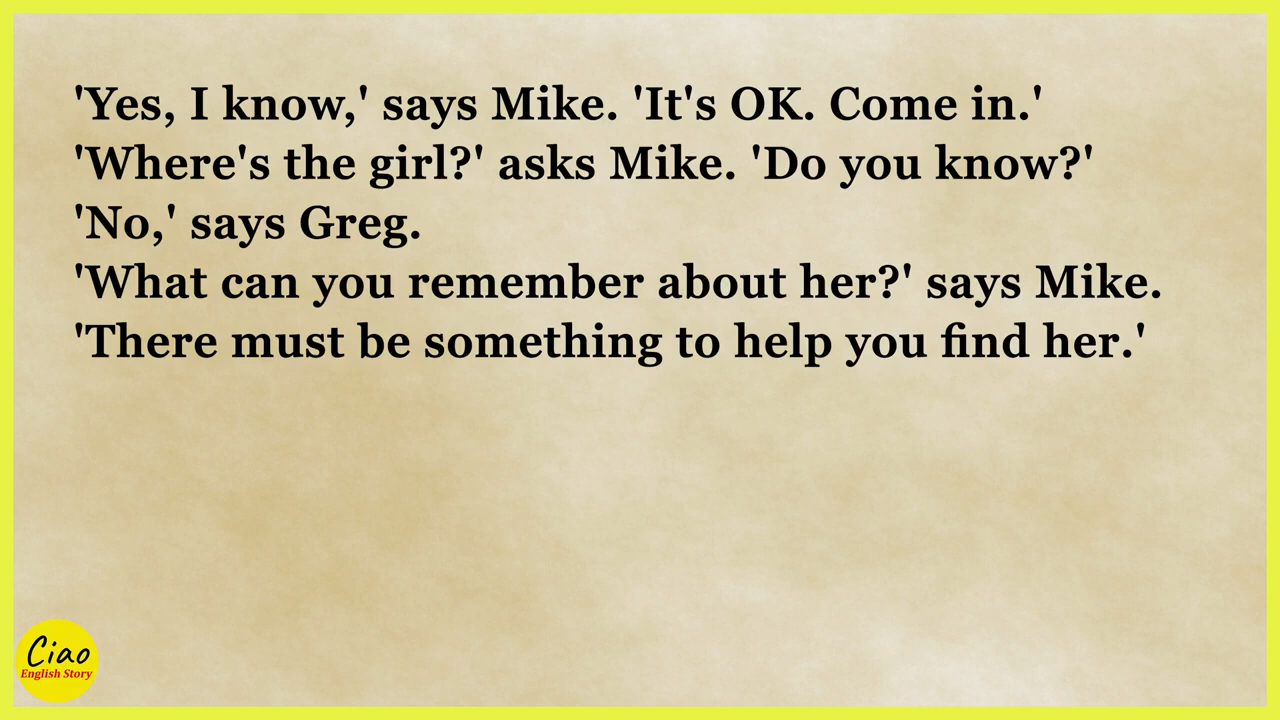 'Yes, I know,' says Mike. 'It's OK. Come in.'
'Where's the girl?' asks Mike. 'Do you know?'
'No,' says Greg.
'What can you remember about her?' says Mike.
'There must be something to help you find her.'
Ciao
English Story